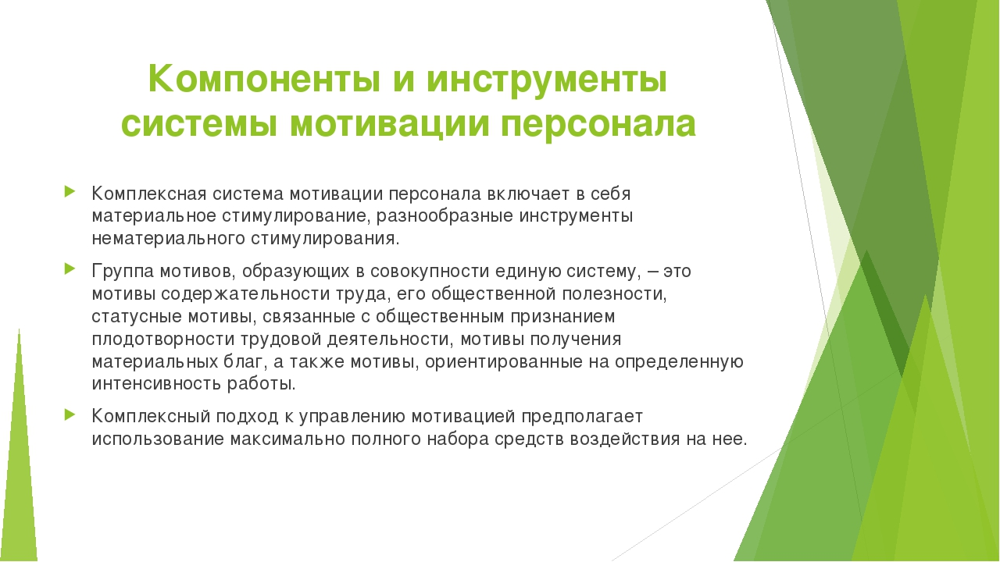 Компоненты и инструменты
системы мотивации персонала
Комплексная система мотивации персонала включает в себя
материальное стимулирование, разнообразные инструменты
нематериального стимулирования.
Группа мотивов, образующих в совокупности единую систему, – это
мотивы содержательности труда, его общественной полезности,
статусные мотивы, связанные с общественным признанием
плодотворности трудовой деятельности, мотивы получения
материальных благ, а также мотивы, ориентированные на определенную
интенсивность работы.
Комплексный подход к управлению мотивацией предполагает
использование максимально полного набора средств воздействия на нее.